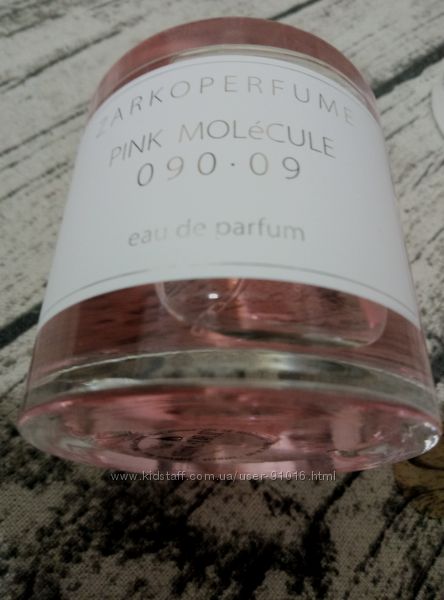 ZARKOPERFUME
PINK MOLéCULE
090·09
eau de parfum
www.kidstaff.com.ua/user-91016.html